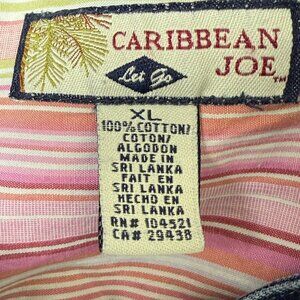 CARIBBEAN
JOE™
Let Go
XL
100%COTTON/
COTON/
ALGODON
MADE IN
SRI LANKA
FAIT EN
SRI LANKA
HECHO EN
SRI LANKA
RN# 104521
CA# 29438